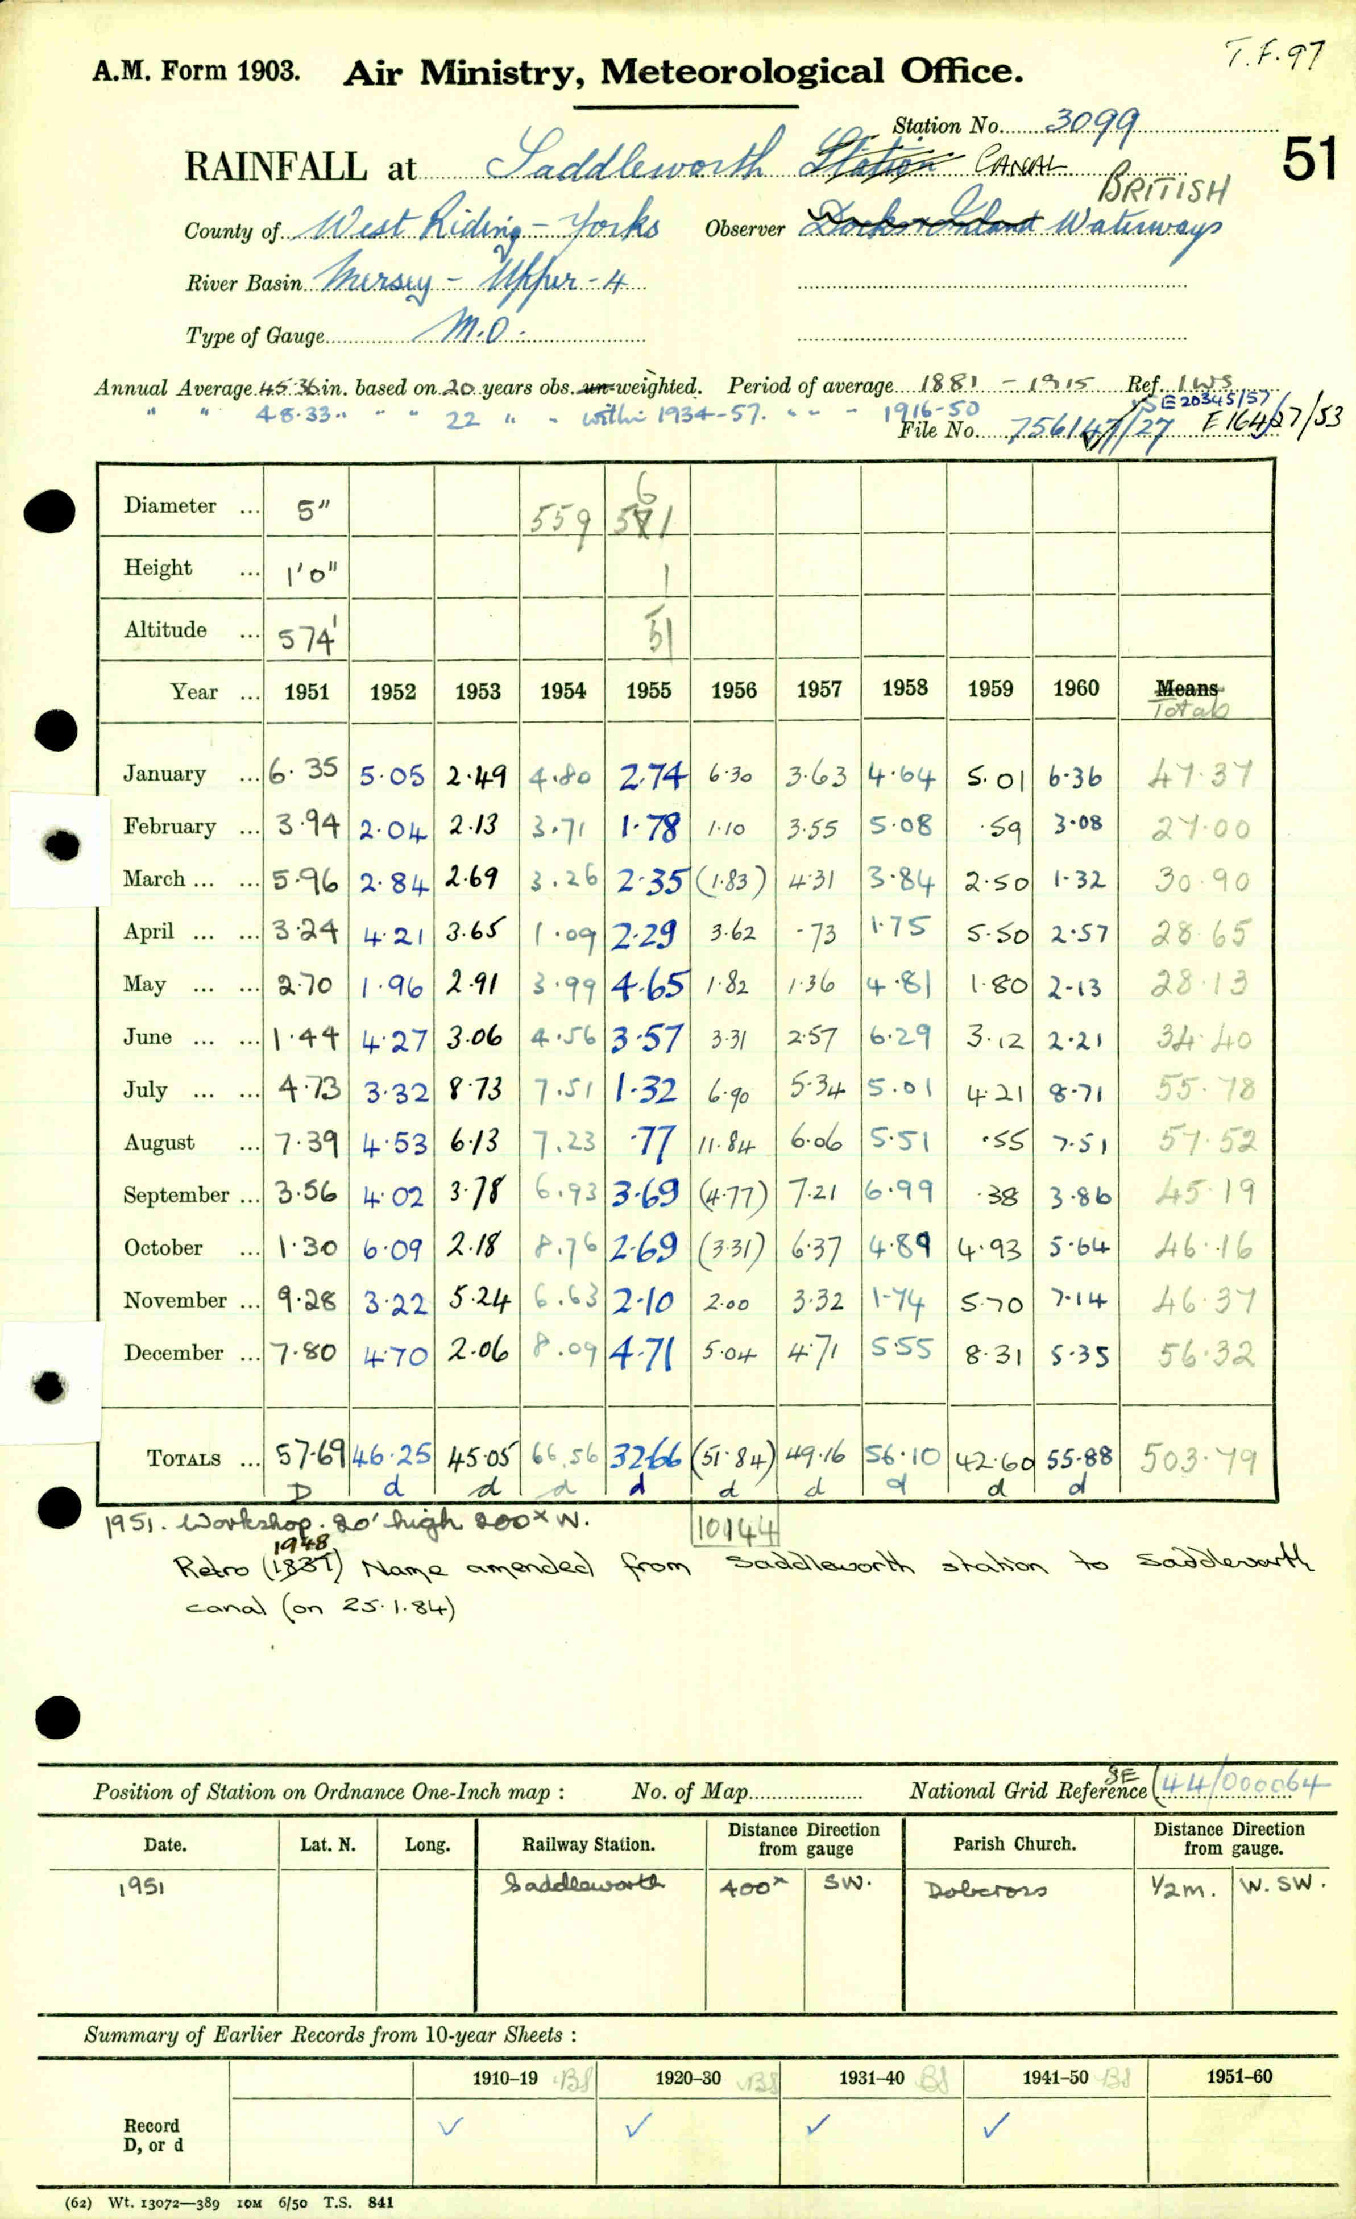 T.F.97
A.M. Form 1903. Air Ministry, Meteorological Office.
Station No. 3099
51
RAINFALL at Saddleworth Station CANAL
BRITISH
County of West Riding - Yorks Observer Docks & Inland Waterways
River Basin Mersey - Upper - 4
Type of Gauge M.O.
Annual Average 45.36 in. based on 20 years obs. un-weighted. Period of average 1881 - 1915 Ref. IWS
" " 48.33 " " " 22 " " - within 1934-57. " " - 1916-50 SE 20345/57
File No. 756147/27 E164/27/53
Diameter ... 5" 559 581 6
Height ... 1'0" 1
Altitude ... 574' 51
Year ... 1951 1952 1953 1954 1955 1956 1957 1958 1959 1960 Means
Totals
January ... 6.35 5.05 2.49 4.80 2.74 6.30 3.63 4.64 5.01 6.36 47.37
February ... 3.94 2.04 2.13 3.71 1.78 1.10 3.55 5.08 .59 3.08 27.00
March ... ... 5.96 2.84 2.69 3.26 2.35 (1.83) 4.31 3.84 2.50 1.32 30.90
April ... ... 3.24 4.21 3.65 1.09 2.29 3.62 .73 1.75 5.50 2.57 28.65
May ... ... 2.70 1.96 2.91 3.99 4.65 1.82 1.36 4.81 1.80 2.13 28.13
June ... ... 1.44 4.27 3.06 4.56 3.57 3.31 2.57 6.29 3.12 2.21 34.40
July ... ... 4.73 3.32 8.73 7.51 1.32 6.90 5.34 5.01 4.21 8.71 55.78
August ... 7.39 4.53 6.13 7.23 .77 11.84 6.06 5.51 .55 7.51 57.52
September ... 3.56 4.02 3.78 6.93 3.69 (4.77) 7.21 6.99 .38 3.86 45.19
October ... 1.30 6.09 2.18 8.76 2.69 (3.31) 6.37 4.89 4.93 5.64 46.16
November ... 9.28 3.22 5.24 6.63 2.10 2.00 3.32 1.74 5.70 7.14 46.37
December ... 7.80 4.70 2.06 8.09 4.71 5.04 4.71 5.55 8.31 5.35 56.32
TOTALS ... 57.69 46.25 45.05 66.56 32.66 (51.84) 49.16 56.10 42.60 55.88 503.79
D d d d d d d d d d
1951. Workshop. 20' high 200x W. 10144
1948
Retro (1837) Name amended from Saddleworth station to Saddleworth
canal (on 25.1.84)
Position of Station on Ordnance One-Inch map : No. of Map National Grid Reference SE (44/000064
Date. Lat. N. Long. Railway Station. Distance Direction from gauge Parish Church. Distance Direction from gauge.
1951 Saddleworth 400x SW. Dobcross 1/2m. W.SW.
Summary of Earlier Records from 10-year Sheets :
1910–19 BS 1920–30 BS 1931–40 BS 1941–50 BS 1951–60
Record
D, or d ✓ ✓ ✓ ✓
(62) Wt. 13072—389 10M 6/50 T.S. 841